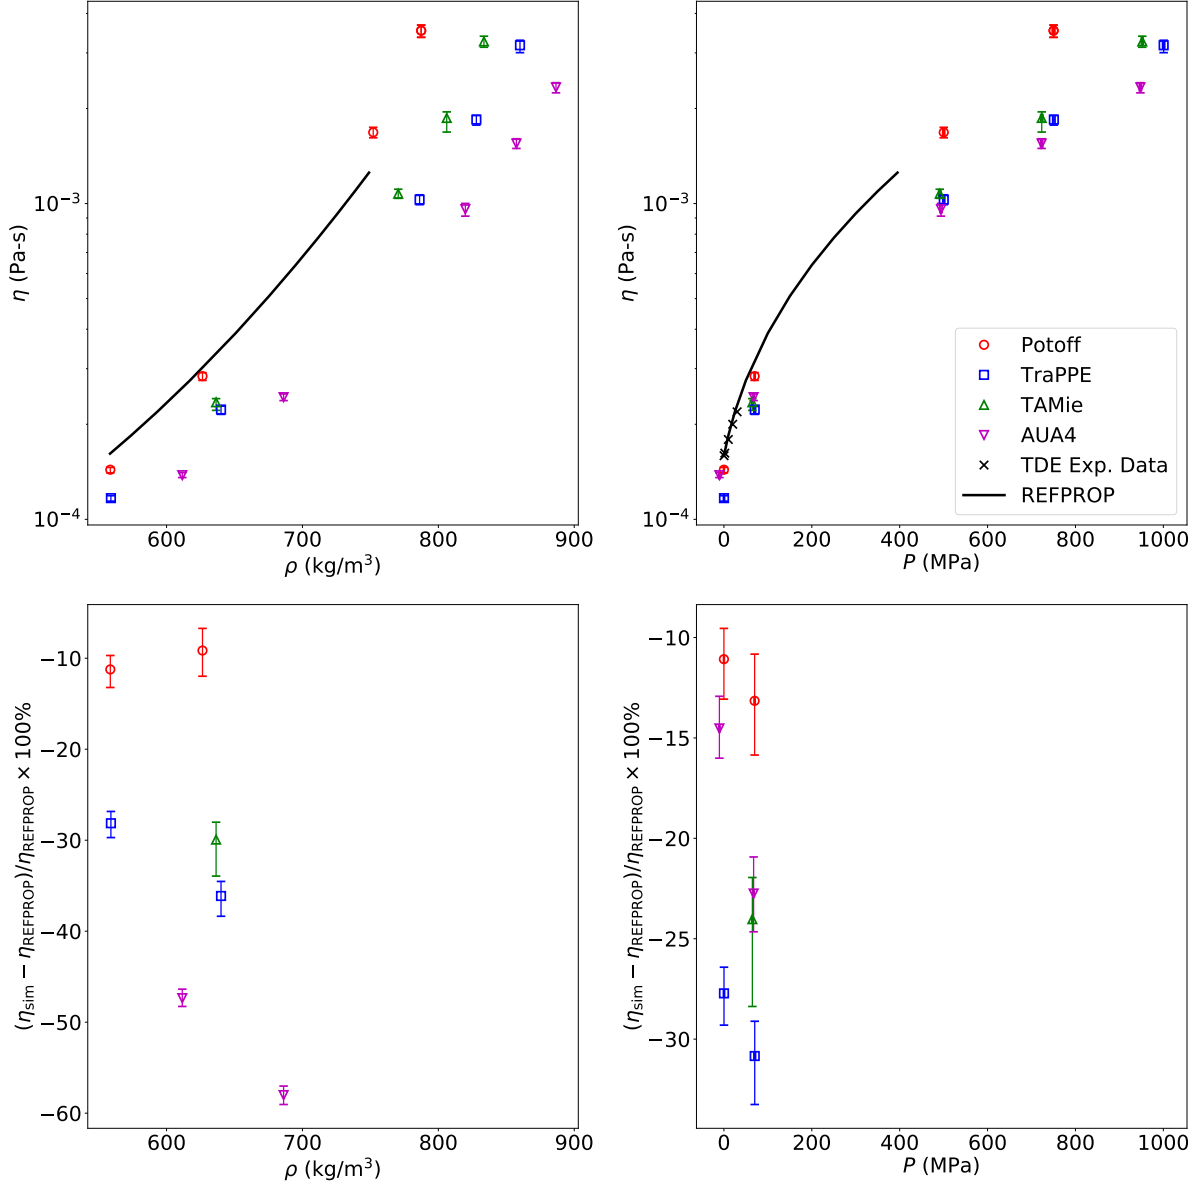 10⁻³
10⁻⁴
η (Pa-s)
600
700
800
900
ρ (kg/m³)
10⁻³
10⁻⁴
η (Pa-s)
0
200
400
600
800
1000
P (MPa)
Potoff
TraPPE
TAMie
AUA4
TDE Exp. Data
REFPROP
−10
−20
−30
−40
−50
−60
(η_sim − η_REFPROP)/η_REFPROP × 100%
600
700
800
900
ρ (kg/m³)
−10
−15
−20
−25
−30
(η_sim − η_REFPROP)/η_REFPROP × 100%
0
200
400
600
800
1000
P (MPa)